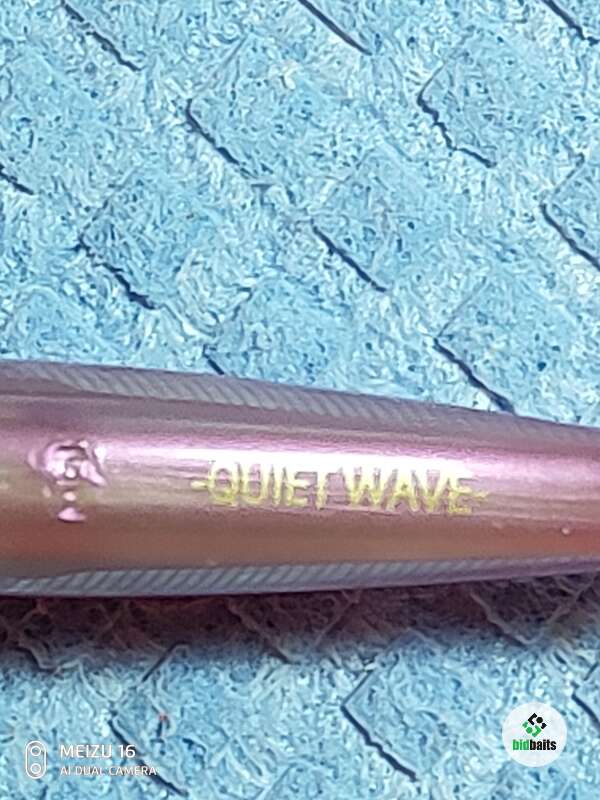 -QUIET WAVE-
MEIZU 16
AI DUAL CAMERA
bidbaits